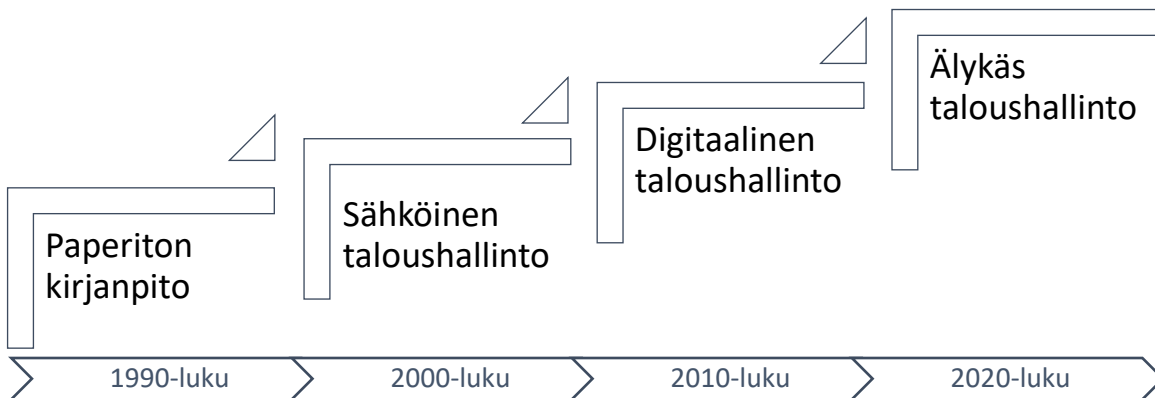 Paperiton
kirjanpito
Sähköinen
taloushallinto
Digitaalinen
taloushallinto
Älykäs
taloushallinto
1990-luku
2000-luku
2010-luku
2020-luku